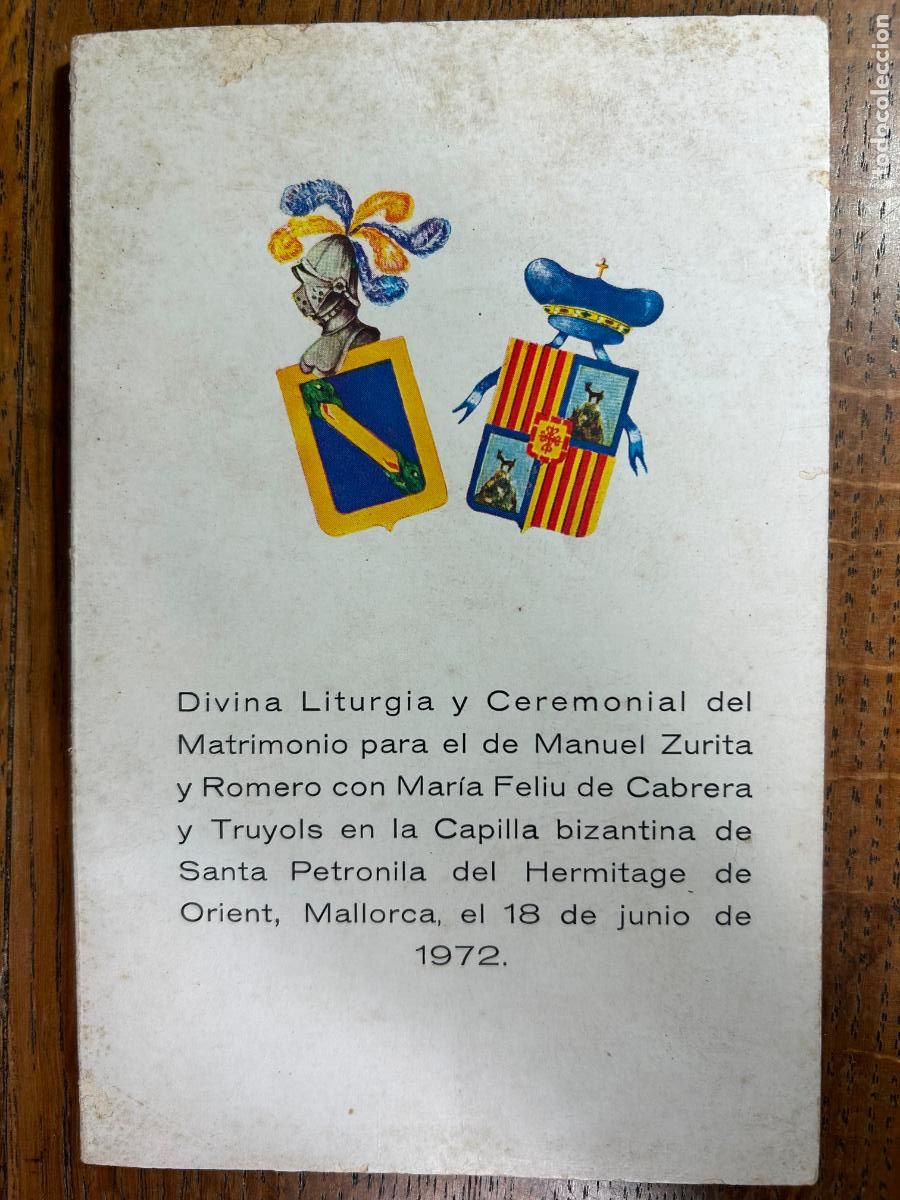 Divina Liturgia y Ceremonial del
Matrimonio para el de Manuel Zurita
y Romero con María Feliu de Cabrera
y Truyols en la Capilla bizantina de
Santa Petronila del Hermitage de
Orient, Mallorca, el 18 de junio de
1972.
todocoleccion